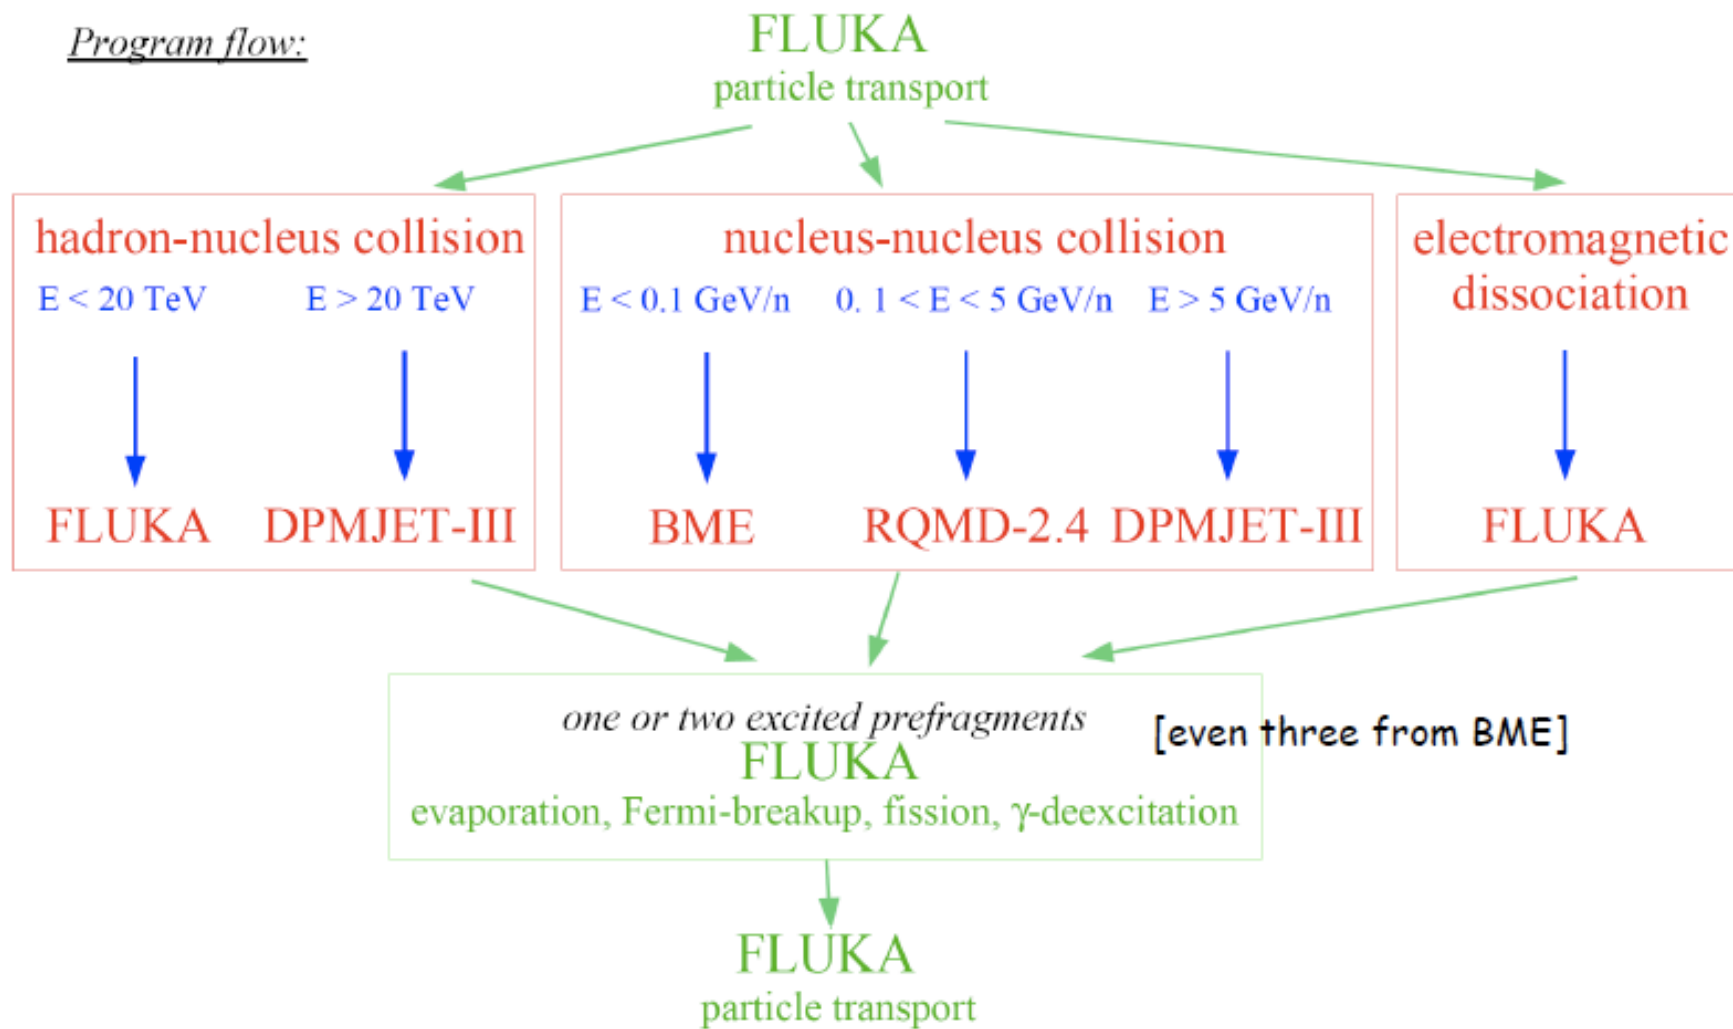 Program flow:
FLUKA
particle transport
hadron-nucleus collision
E < 20 TeV
E > 20 TeV
FLUKA
DPMJET-III
nucleus-nucleus collision
E < 0.1 GeV/n
0. 1 < E < 5 GeV/n
E > 5 GeV/n
BME
RQMD-2.4
DPMJET-III
electromagnetic
dissociation
FLUKA
one or two excited prefragments
[even three from BME]
FLUKA
evaporation, Fermi-breakup, fission, γ-deexcitation
FLUKA
particle transport